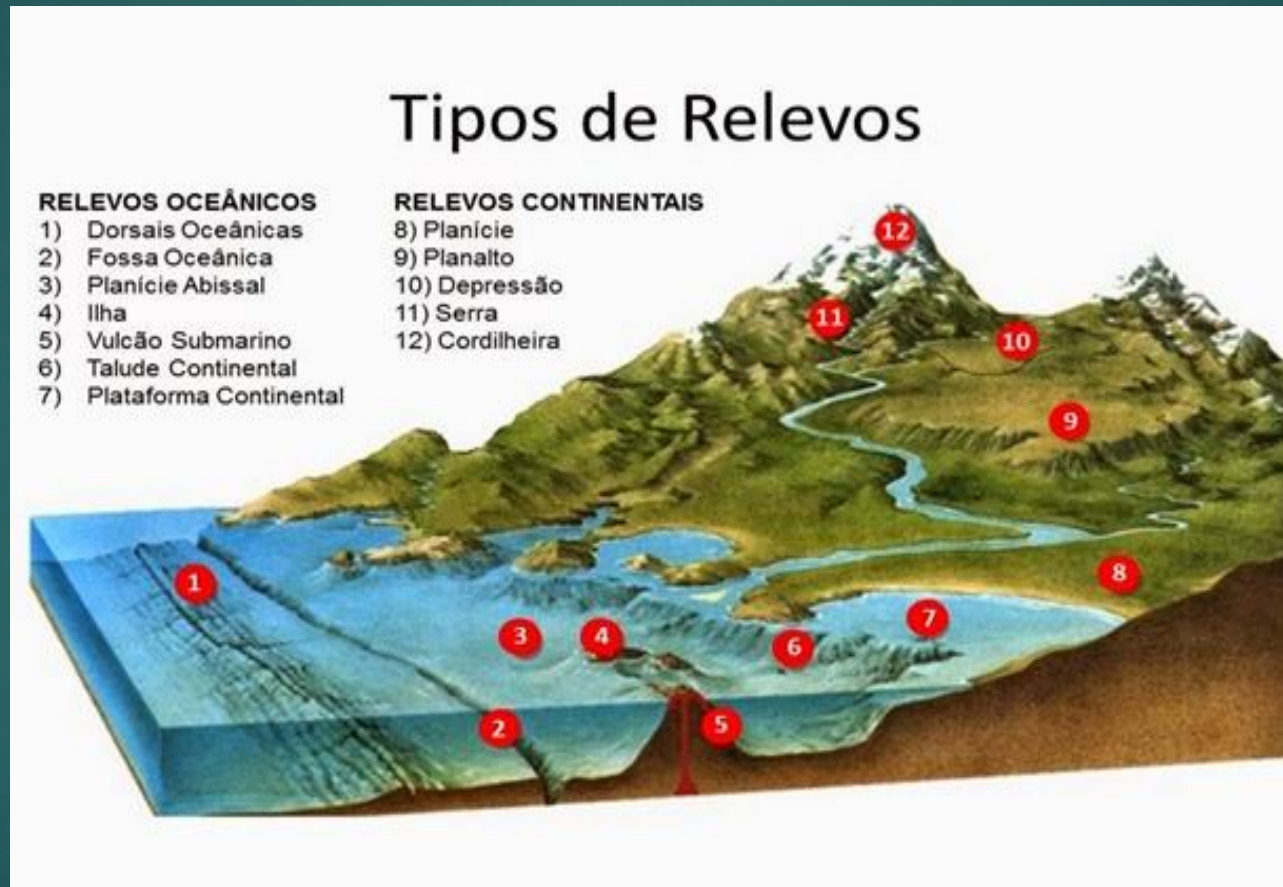 Tipos de Relevos
RELEVOS OCEÂNICOS
1) Dorsais Oceânicas
2) Fossa Oceânica
3) Planície Abissal
4) Ilha
5) Vulcão Submarino
6) Talude Continental
7) Plataforma Continental
RELEVOS CONTINENTAIS
8) Planície
9) Planalto
10) Depressão
11) Serra
12) Cordilheira
12
11
10
9
8
1
7
3
4
6
2
5